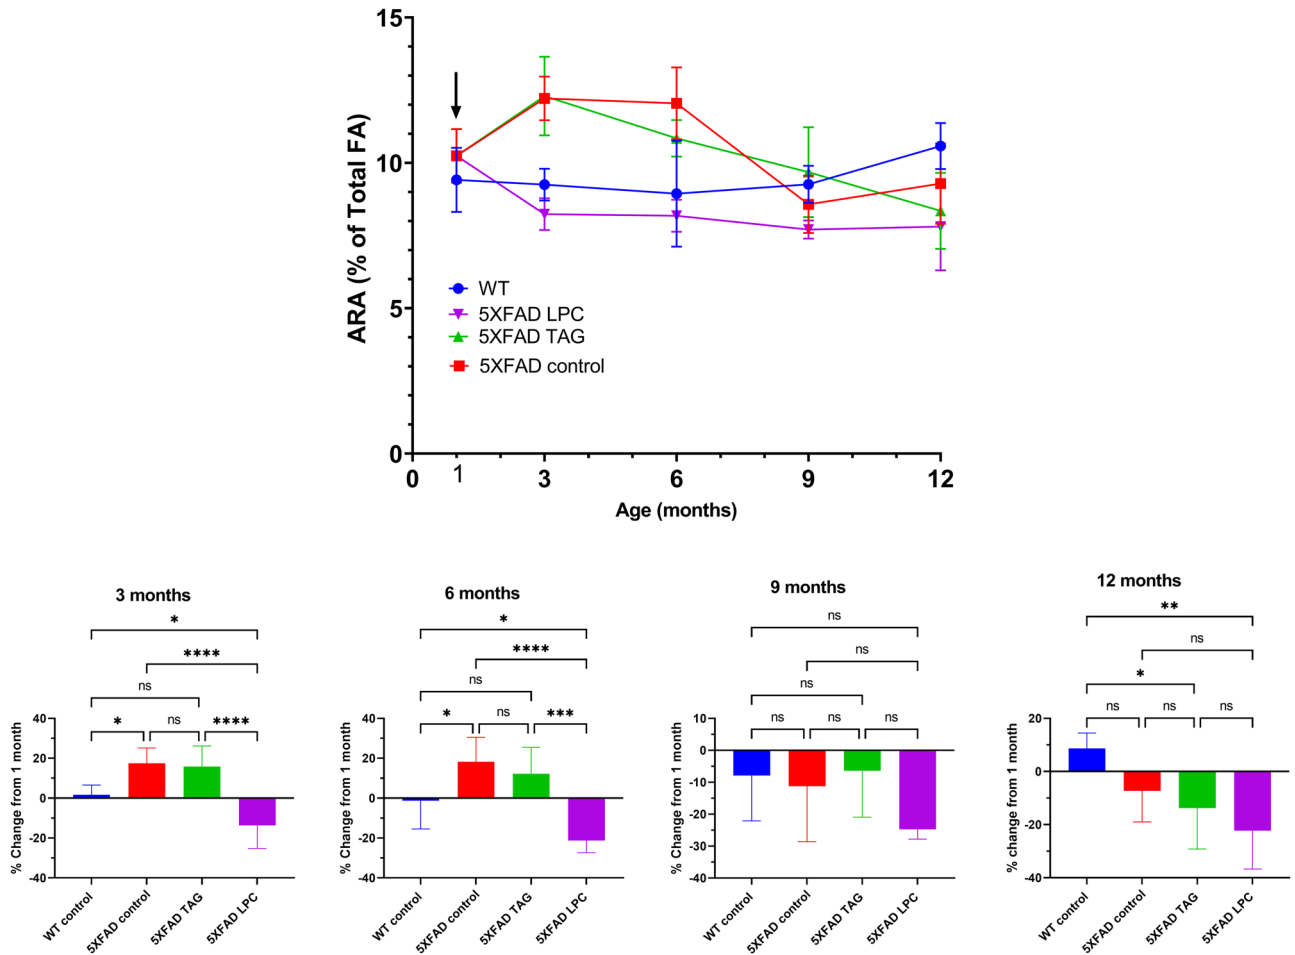 15
10
5
0
ARA (% of Total FA)
WT
5XFAD LPC
5XFAD TAG
5XFAD control
0 1 3 6 9 12
Age (months)
3 months
*
****
ns
* ns ****
40
20
0
-20
-40
% Change from 1 month
WT control
5XFAD control
5XFAD TAG
5XFAD LPC
6 months
*
****
ns
* ns ***
40
20
0
-20
-40
% Change from 1 month
WT control
5XFAD control
5XFAD TAG
5XFAD LPC
9 months
ns
ns
ns
ns ns ns
10
0
-10
-20
-30
-40
% Change from 1 month
WT control
5XFAD control
5XFAD TAG
5XFAD LPC
12 months
**
ns
*
ns ns ns
20
0
-20
-40
% change from 1 month
WT control
5XFAD control
5XFAD TAG
5XFAD LPC